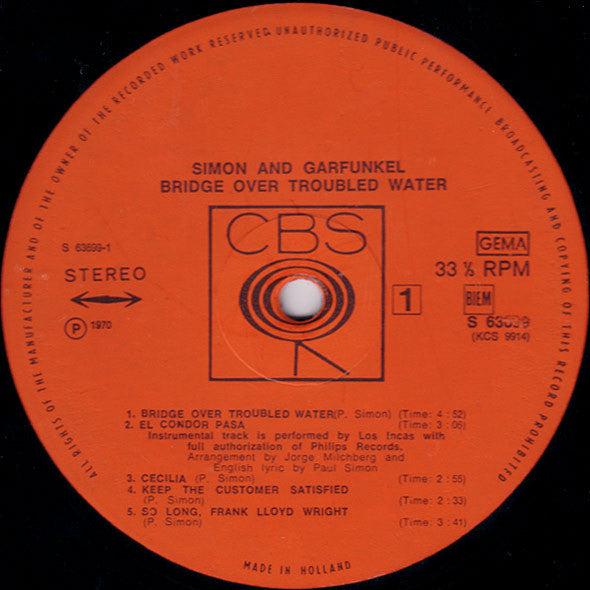 ALL RIGHTS OF THE MANUFACTURER AND OF THE OWNER OF THE RECORDED WORK RESERVED. UNAUTHORIZED PUBLIC PERFORMANCE BROADCASTING AND COPYING OF THIS RECORD PROHIBITED
SIMON AND GARFUNKEL
BRIDGE OVER TROUBLED WATER
CBS
S 63699-1
STEREO
P 1970
GEMA
33 ⅓ RPM
1
BIEM
S 63699
(KCS 9914)
1. BRIDGE OVER TROUBLED WATER(P. Simon) (Time: 4:52)
2. EL CONDOR PASA (Time: 3:06)
Instrumental track is performed by Los Incas with
full authorization of Philips Records.
Arrangement by Jorge Milchberg and
English lyric by Paul Simon
3. CECILIA (P. Simon) (Time: 2:55)
4. KEEP THE CUSTOMER SATISFIED
(P. Simon) (Time: 2:33)
5. SO LONG, FRANK LLOYD WRIGHT
(P. Simon) (Time: 3:41)
MADE IN HOLLAND